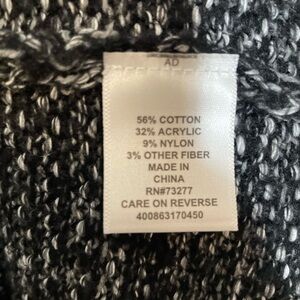 AD
56% COTTON
32% ACRYLIC
9% NYLON
3% OTHER FIBER
MADE IN
CHINA
RN#73277
CARE ON REVERSE
400863170450